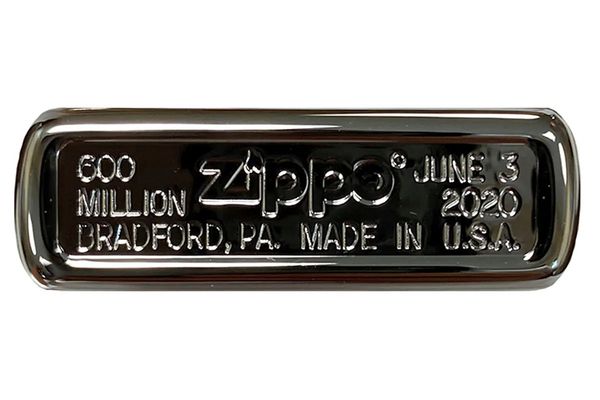 600 MILLION Zippo® JUNE 3 2020
BRADFORD, PA. MADE IN U.S.A.